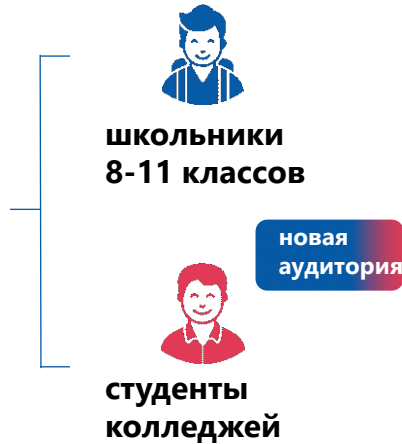 школьники
8-11 классов
новая
аудитория
студенты
колледжей